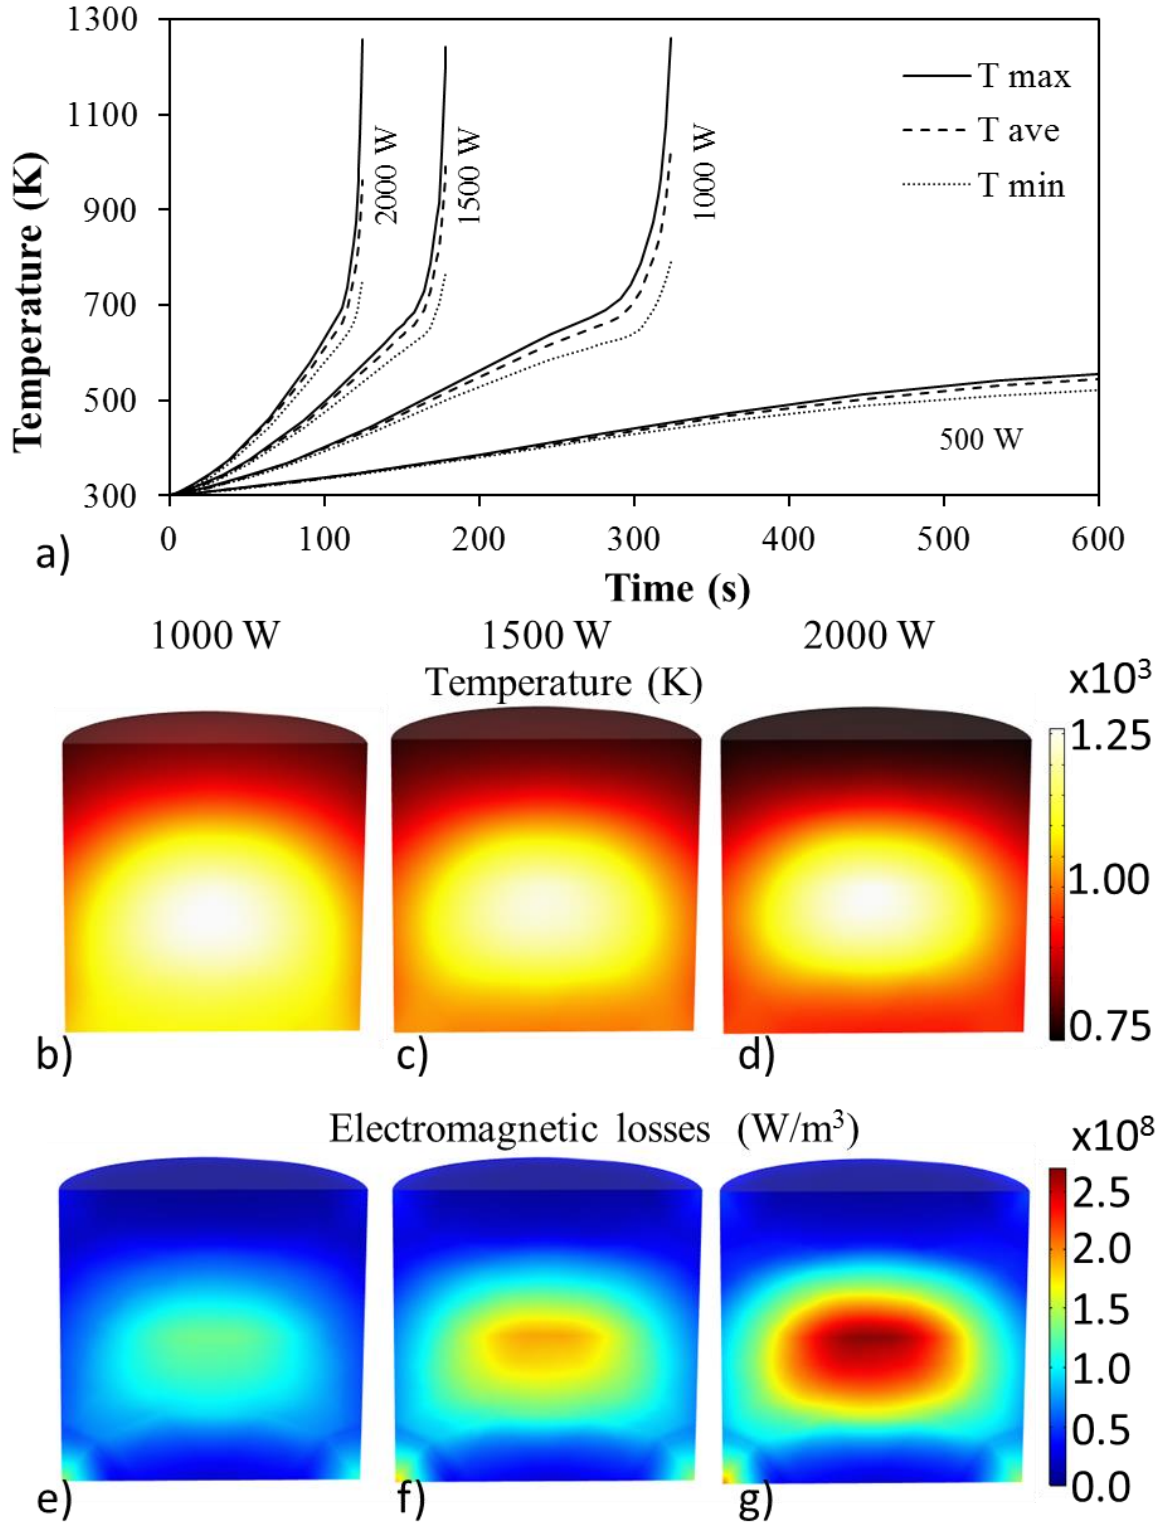 1300
1100
900
700
500
300
Temperature (K)
T max
T ave
T min
2000 W
1500 W
1000 W
500 W
0 100 200 300 400 500 600
a)
Time (s)
1000 W 1500 W 2000 W
Temperature (K)
x10³
1.25
1.00
0.75
b) c) d)
Electromagnetic losses (W/m³)
x10⁸
2.5
2.0
1.5
1.0
0.5
0.0
e) f) g)